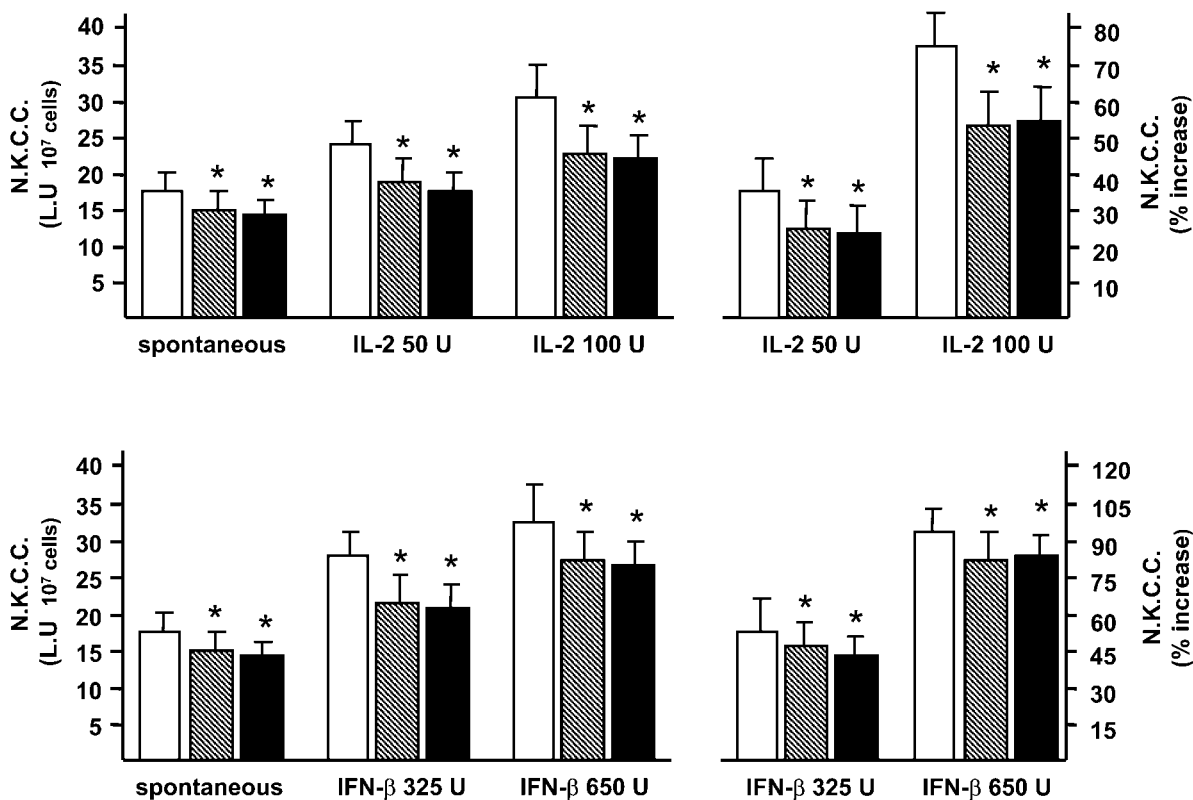 40
35
30
25
20
15
10
5
N.K.C.C.
(L.U 10⁷ cells)
* * * * * *
spontaneous IL-2 50 U IL-2 100 U
* * * *
80
70
60
50
40
30
20
10
N.K.C.C.
(% increase)
IL-2 50 U IL-2 100 U
40
35
30
25
20
15
10
5
N.K.C.C.
(L.U 10⁷ cells)
* * * * * *
spontaneous IFN-β 325 U IFN-β 650 U
* * * *
120
105
90
75
60
45
30
15
N.K.C.C.
(% increase)
IFN-β 325 U IFN-β 650 U